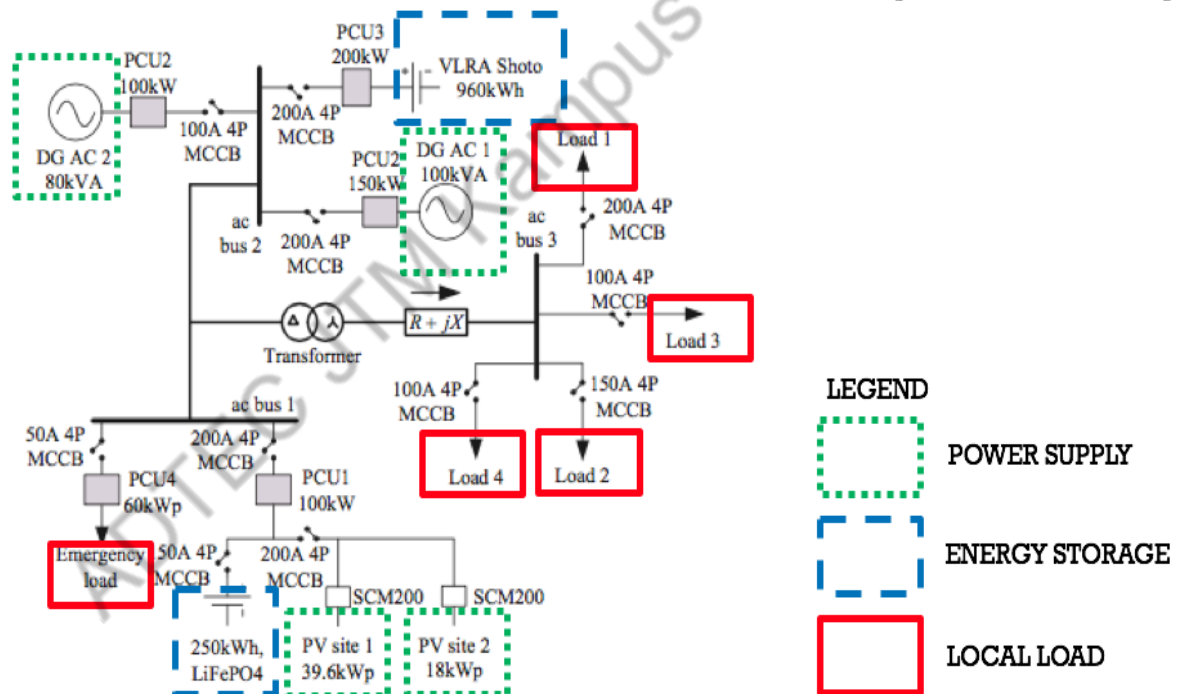 PCU2
100kW
DG AC 2
80kVA
100A 4P
MCCB
PCU3
200kW
200A 4P
MCCB
VLRA Shoto
960kWh
PCU2
150kW
DG AC 1
100kVA
200A 4P
MCCB
ac
bus 2
Load 1
200A 4P
MCCB
ac
bus 3
100A 4P
MCCB
Load 3
Δ
R + jX
Transformer
100A 4P
MCCB
150A 4P
MCCB
Load 4
Load 2
ac bus 1
50A 4P
MCCB
200A 4P
MCCB
PCU4
60kWp
PCU1
100kW
Emergency
load
50A 4P
MCCB
200A 4P
MCCB
SCM200
SCM200
250kWh,
LiFePO4
PV site 1
39.6kWp
PV site 2
18kWp
LEGEND
POWER SUPPLY
ENERGY STORAGE
LOCAL LOAD
ADTEC JTM Kampus